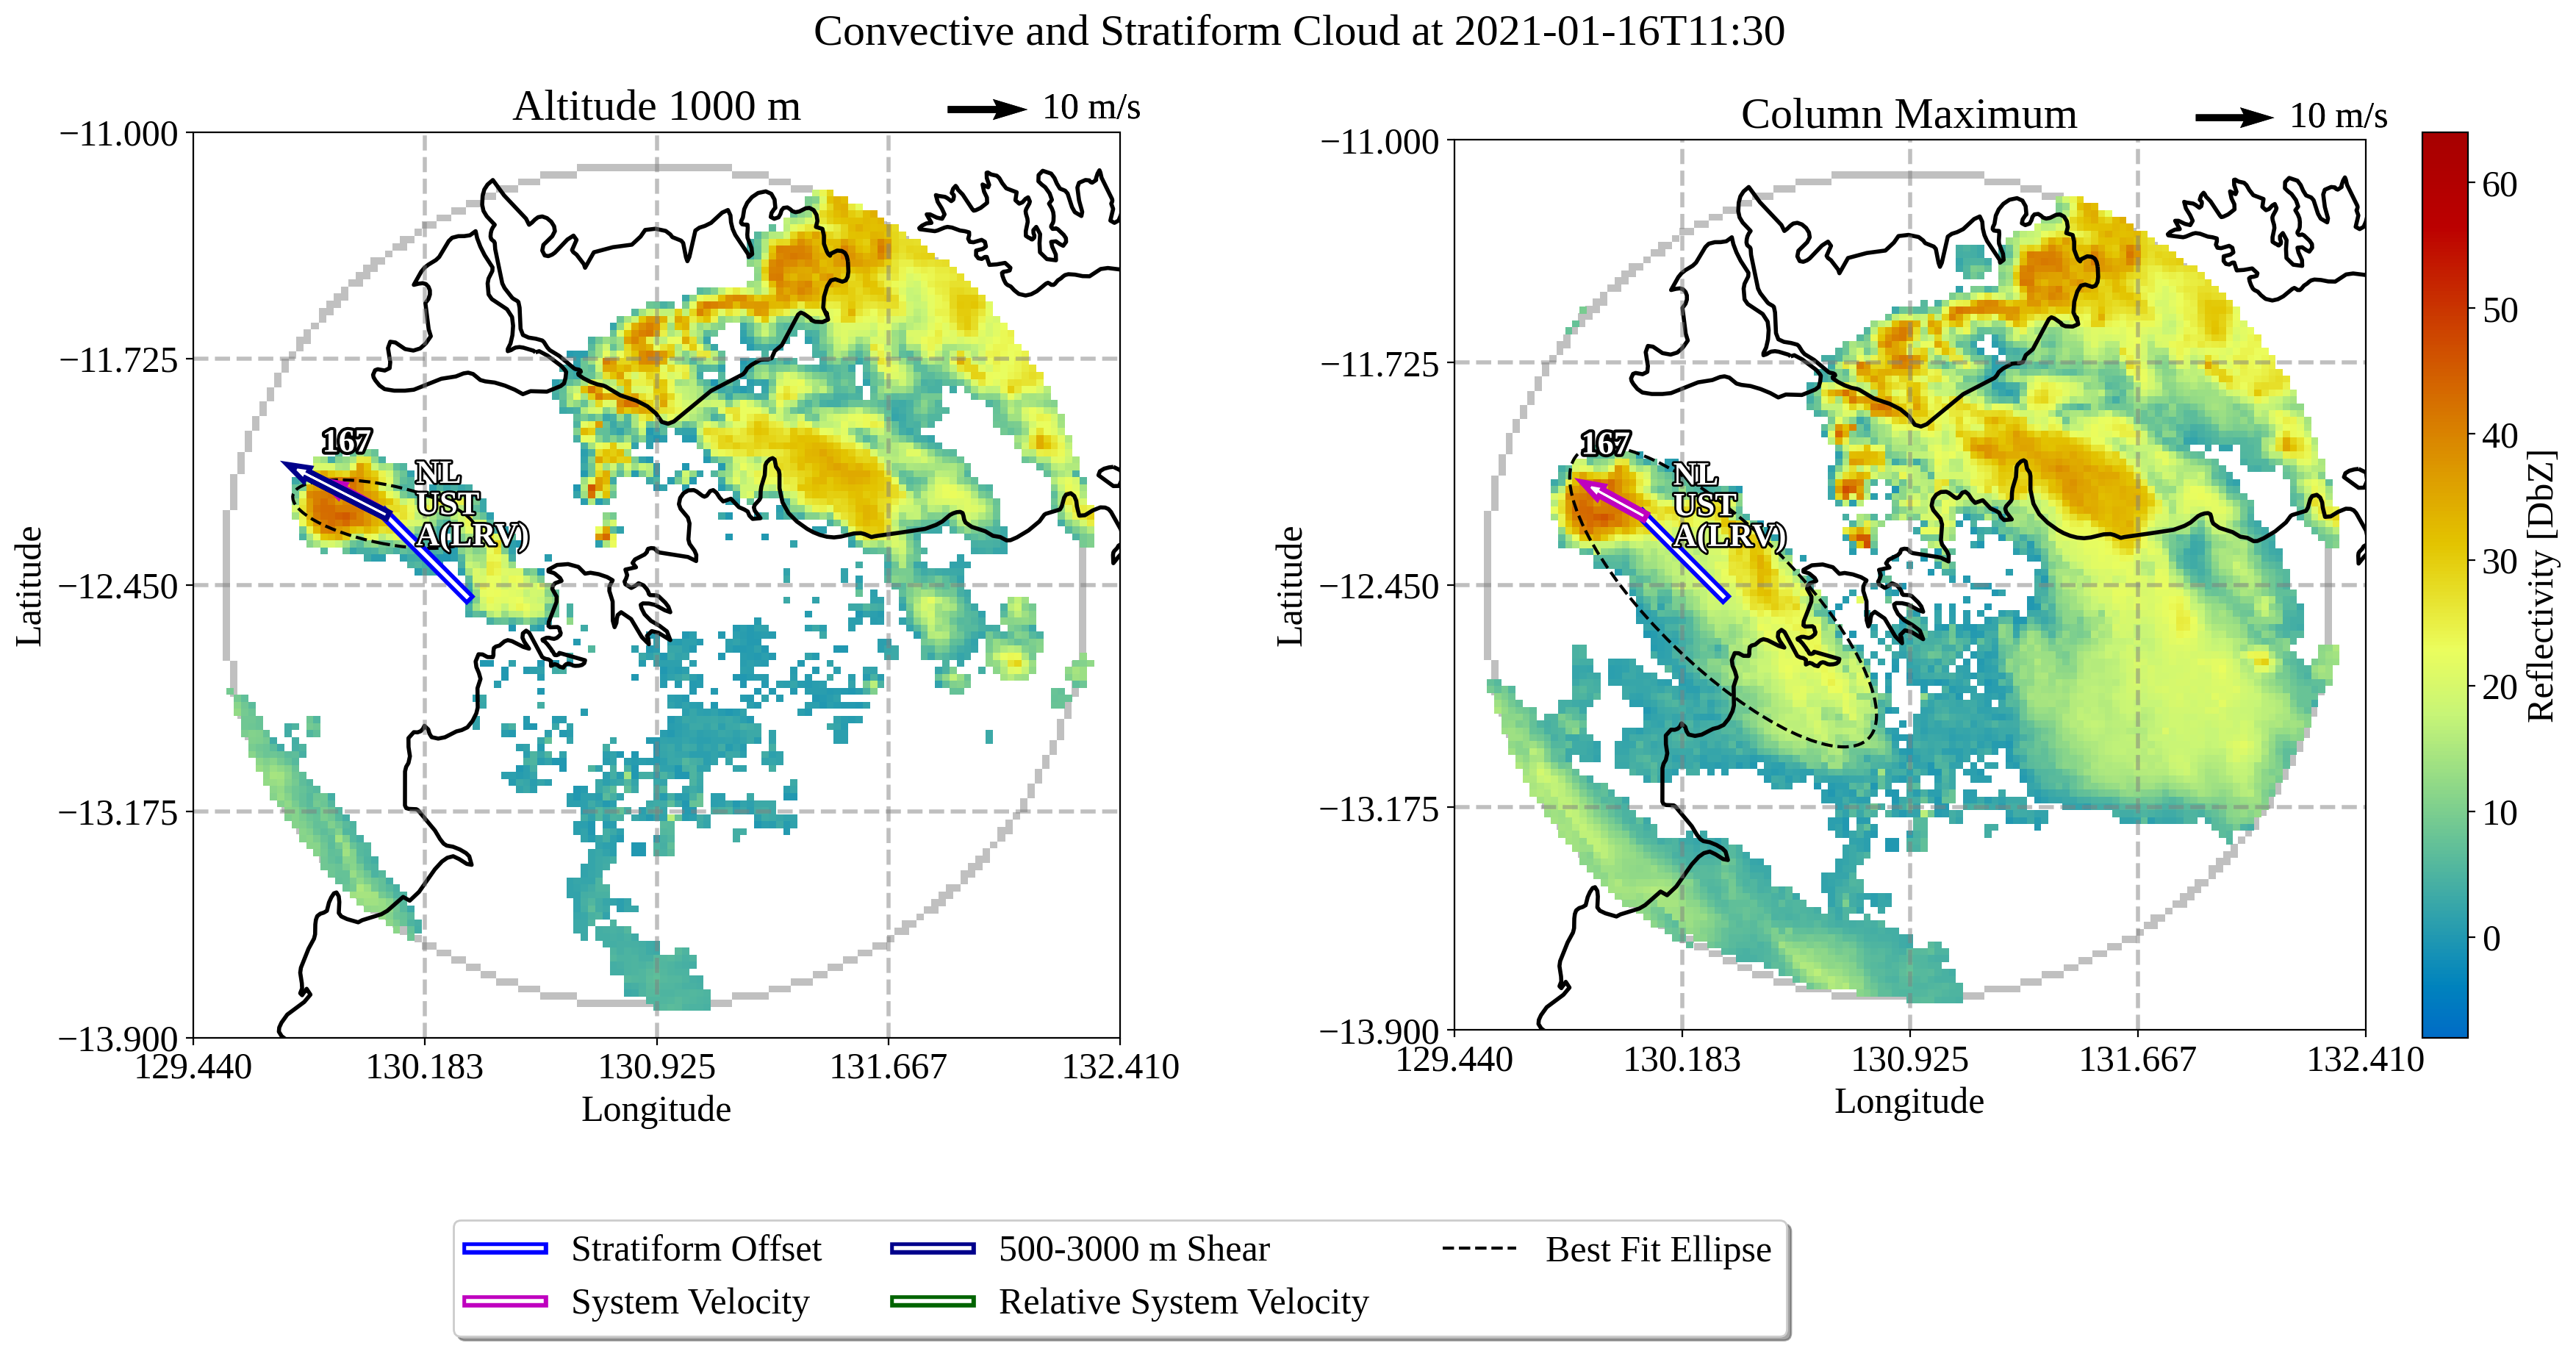 Convective and Stratiform Cloud at 2021-01-16T11:30
Altitude 1000 m
10 m/s
−11.000
−11.725
−12.450
−13.175
−13.900
129.440
130.183
130.925
131.667
132.410
Latitude
Longitude
167
NL
UST
A(LRV)
Column Maximum
10 m/s
−11.000
−11.725
−12.450
−13.175
−13.900
129.440
130.183
130.925
131.667
132.410
Latitude
Longitude
167
NL
UST
A(LRV)
60
50
40
30
20
10
0
Reflectivity [DbZ]
Stratiform Offset
System Velocity
500-3000 m Shear
Relative System Velocity
Best Fit Ellipse